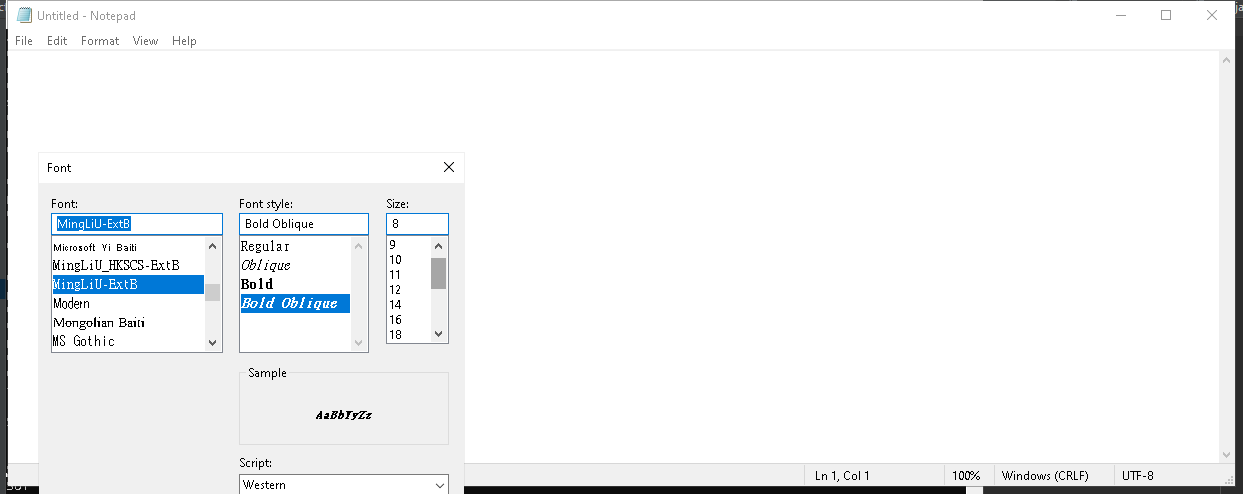 Untitled - Notepad
File Edit Format View Help
Font
Font: Font style: Size:
MingLiU-ExtB Bold Oblique 8
Microsoft Yi Baiti Regular 9
MingLiU_HKSCS-ExtB Oblique 10
MingLiU-ExtB Bold 11
Modern Bold Oblique 12
Mongolian Baiti 14
MS Gothic 16
18
Sample
AaBbYyZz
Script:
Western
Ln 1, Col 1 100% Windows (CRLF) UTF-8